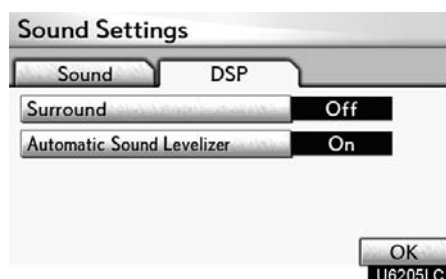 Sound Settings
Sound DSP
Surround Off
Automatic Sound Levelizer On
OK
U6205LC